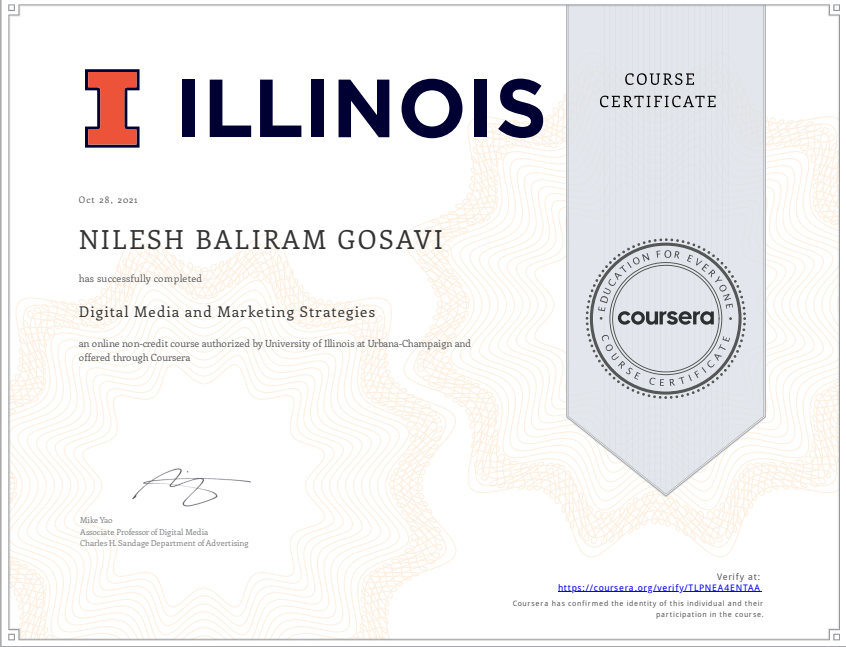 ILLINOIS
COURSE
CERTIFICATE
Oct 28, 2021
NILESH BALIRAM GOSAVI
has successfully completed
Digital Media and Marketing Strategies
an online non-credit course authorized by University of Illinois at Urbana-Champaign and
offered through Coursera
EDUCATION FOR EVERYONE
coursera
COURSE CERTIFICATE
Mike Yao
Associate Professor of Digital Media
Charles H. Sandage Department of Advertising
Verify at:
https://coursera.org/verify/TLPNEA4ENTAA
Coursera has confirmed the identity of this individual and their
participation in the course.